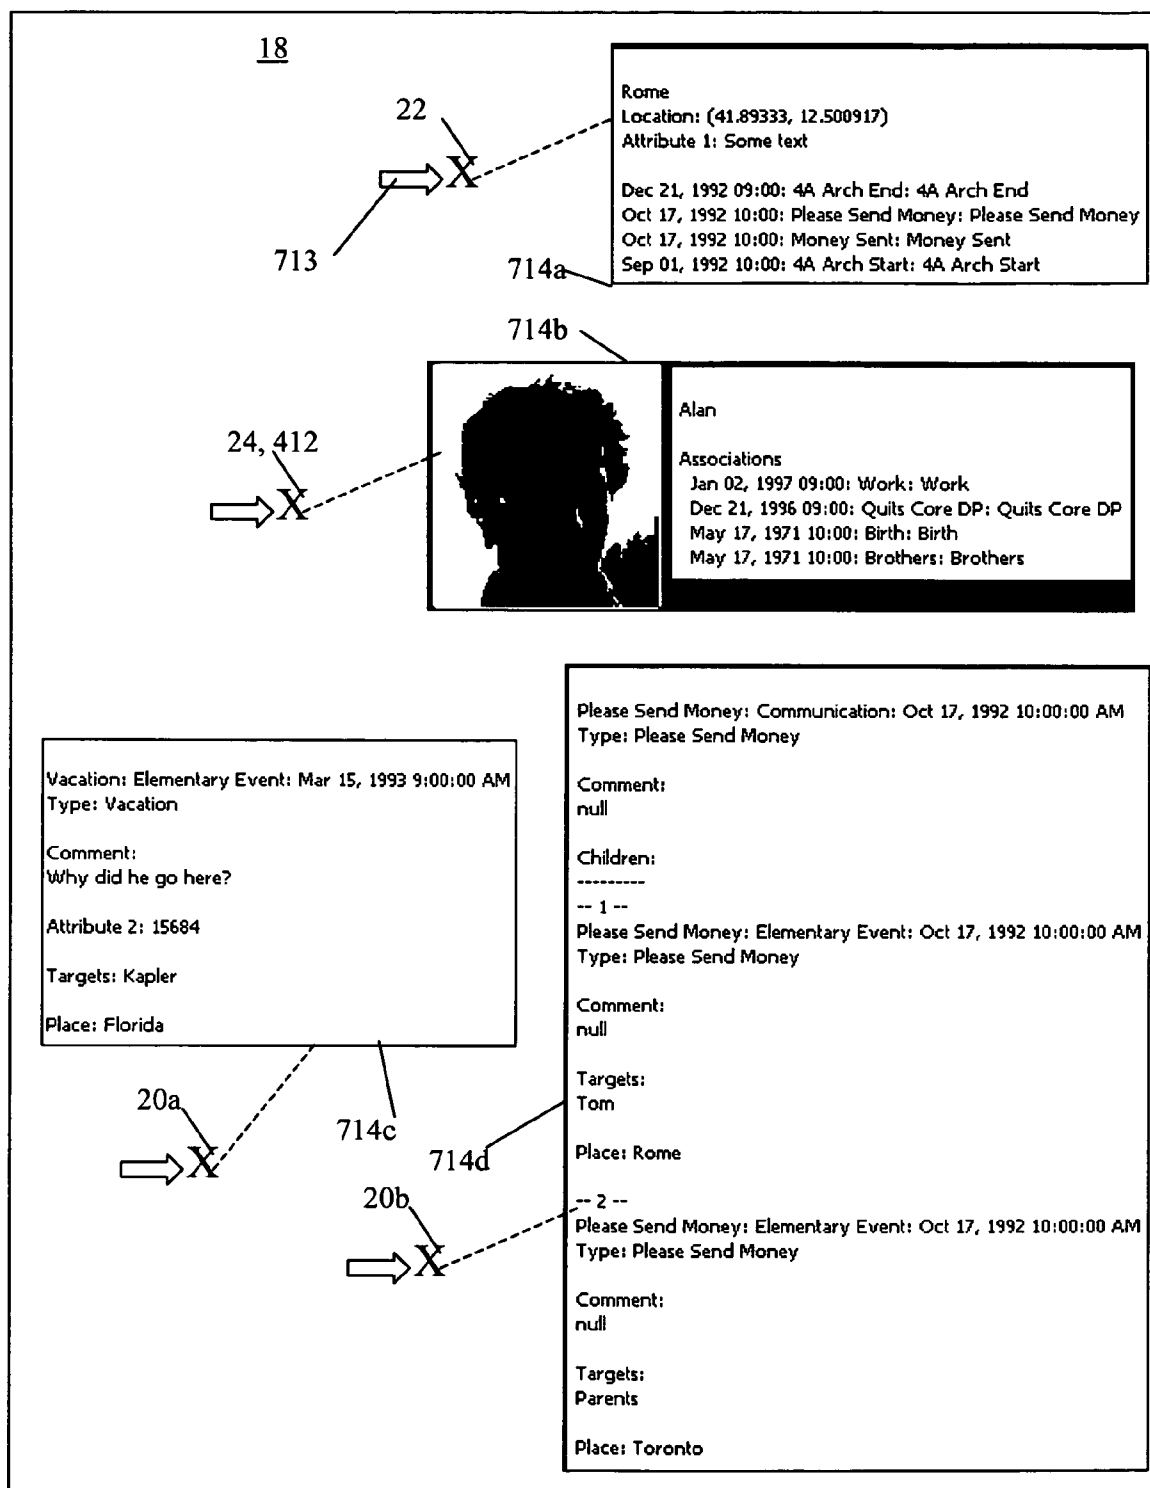 18
22
X
713
Rome
Location: (41.89333, 12.500917)
Attribute 1: Some text
Dec 21, 1992 09:00: 4A Arch End: 4A Arch End
Oct 17, 1992 10:00: Please Send Money: Please Send Money
Oct 17, 1992 10:00: Money Sent: Money Sent
Sep 01, 1992 10:00: 4A Arch Start: 4A Arch Start
714a
714b
24, 412
X
Alan
Associations
Jan 02, 1997 09:00: Work: Work
Dec 21, 1996 09:00: Quits Core DP: Quits Core DP
May 17, 1971 10:00: Birth: Birth
May 17, 1971 10:00: Brothers: Brothers
Vacation: Elementary Event: Mar 15, 1993 9:00:00 AM
Type: Vacation
Comment:
Why did he go here?
Attribute 2: 15684
Targets: Kapler
Place: Florida
20a
X
714c
714d
20b
X
Please Send Money: Communication: Oct 17, 1992 10:00:00 AM
Type: Please Send Money
Comment:
null
Children:
---------
-- 1 --
Please Send Money: Elementary Event: Oct 17, 1992 10:00:00 AM
Type: Please Send Money
Comment:
null
Targets:
Tom
Place: Rome
-- 2 --
Please Send Money: Elementary Event: Oct 17, 1992 10:00:00 AM
Type: Please Send Money
Comment:
null
Targets:
Parents
Place: Toronto